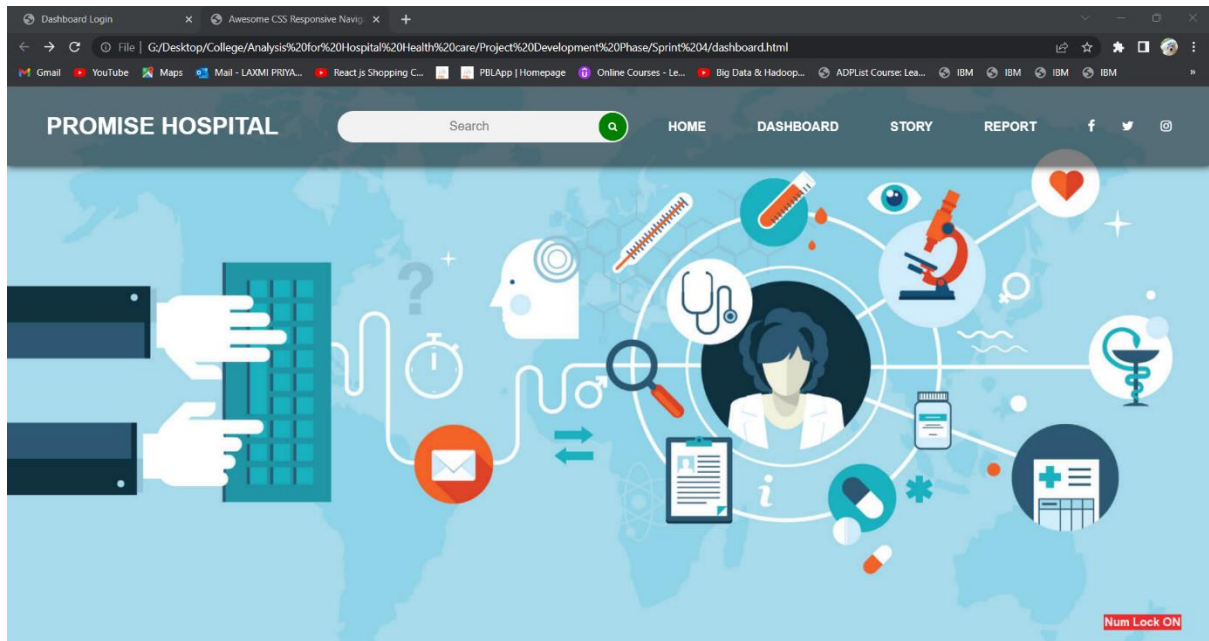 Dashboard Login
Awesome CSS Responsive Navig
File | G:/Desktop/College/Analysis%20for%20Hospital%20Health%20care/Project%20Development%20Phase/Sprint%204/dashboard.html
Gmail YouTube Maps Mail - LAXMI PRIYA... React js Shopping C... PBLApp | Homepage Online Courses - Le... Big Data & Hadoop... ADPList Course: Lea... IBM IBM IBM IBM »
PROMISE HOSPITAL Search HOME DASHBOARD STORY REPORT
?
i
Num Lock ON